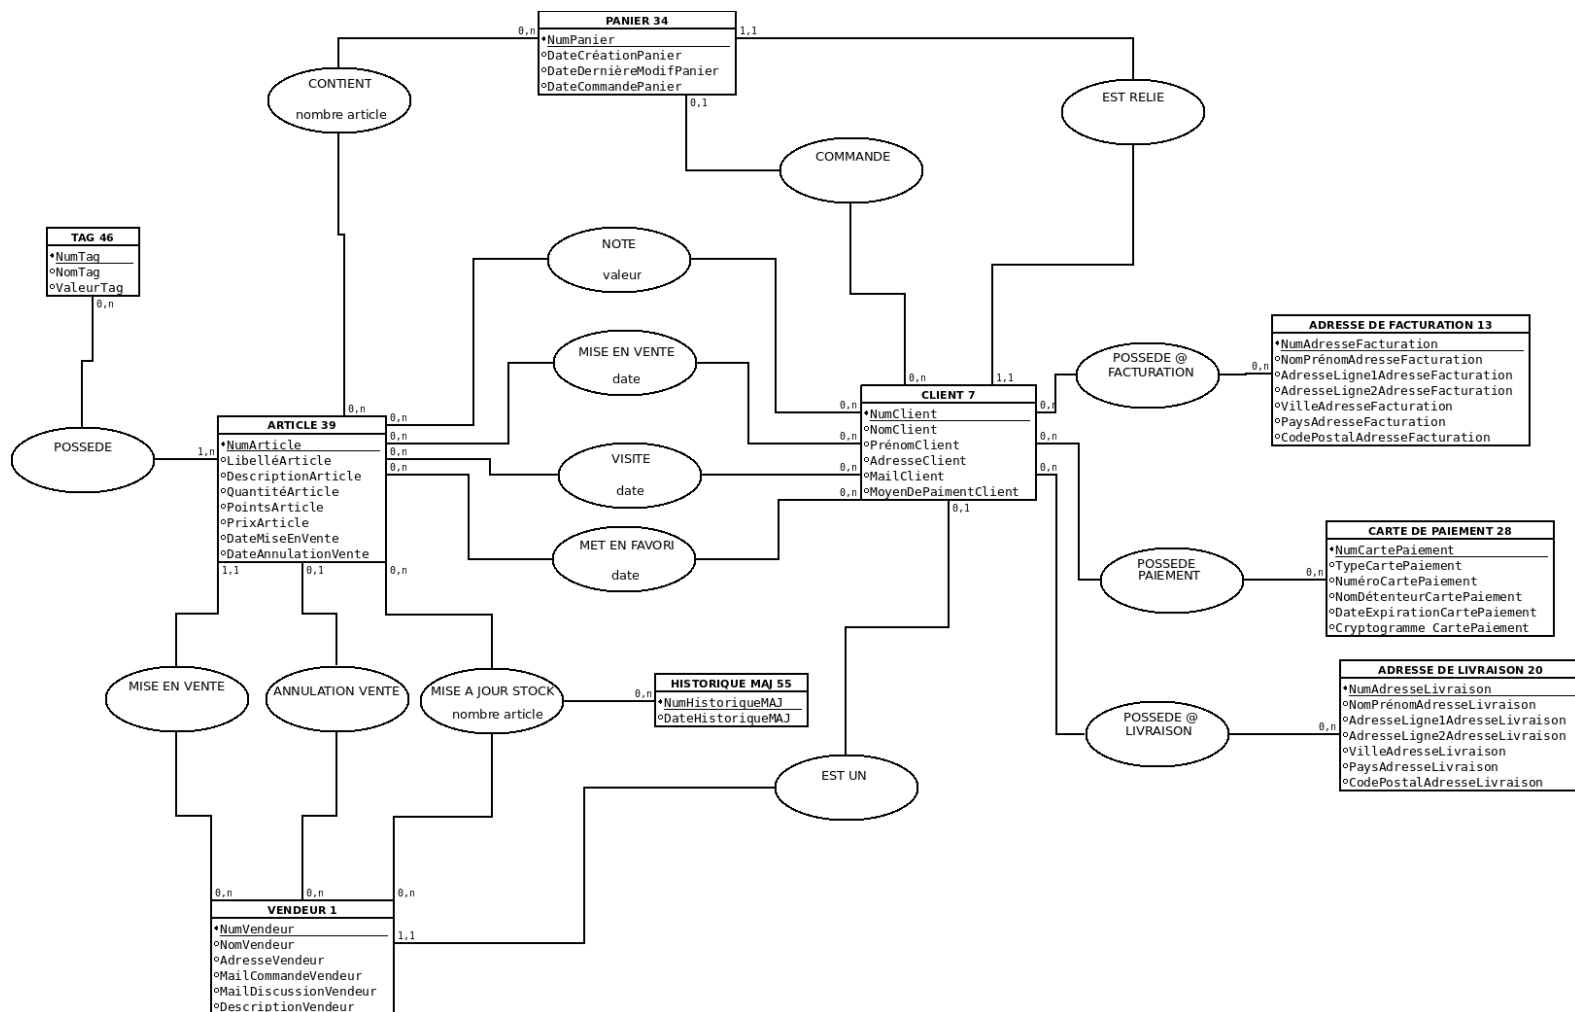 PANIER 34
NumPanier
DateCréationPanier
DateDernièreModifPanier
DateCommandePanier
0,n
1,1
0,1
CONTIENT
nombre article
EST RELIE
COMMANDE
TAG 46
NumTag
NomTag
ValeurTag
0,n
NOTE
valeur
MISE EN VENTE
date
VISITE
date
MET EN FAVORI
date
POSSEDE
1,n
0,n
ARTICLE 39
NumArticle
LibelléArticle
DescriptionArticle
QuantitéArticle
PointsArticle
PrixArticle
DateMiseEnVente
DateAnnulationVente
0,n
0,n
0,n
0,n
1,1
0,1
0,n
0,n
1,1
CLIENT 7
NumClient
NomClient
PrénomClient
AdresseClient
MailClient
MoyenDePaimentClient
0,n
0,n
0,n
0,n
0,n
0,n
0,n
0,1
POSSEDE @
FACTURATION
0,n
ADRESSE DE FACTURATION 13
NumAdresseFacturation
NomPrénomAdresseFacturation
AdresseLigne1AdresseFacturation
AdresseLigne2AdresseFacturation
VilleAdresseFacturation
PaysAdresseFacturation
CodePostalAdresseFacturation
POSSEDE
PAIEMENT
0,n
CARTE DE PAIEMENT 28
NumCartePaiement
TypeCartePaiement
NuméroCartePaiement
NomDétenteurCartePaiement
DateExpirationCartePaiement
Cryptogramme CartePaiement
POSSEDE @
LIVRAISON
0,n
ADRESSE DE LIVRAISON 20
NumAdresseLivraison
NomPrénomAdresseLivraison
AdresseLigne1AdresseLivraison
AdresseLigne2AdresseLivraison
VilleAdresseLivraison
PaysAdresseLivraison
CodePostalAdresseLivraison
MISE EN VENTE
ANNULATION VENTE
MISE A JOUR STOCK
nombre article
0,n
HISTORIQUE MAJ 55
NumHistoriqueMAJ
DateHistoriqueMAJ
EST UN
0,n
0,n
0,n
VENDEUR 1
NumVendeur
NomVendeur
AdresseVendeur
MailCommandeVendeur
MailDiscussionVendeur
DescriptionVendeur
1,1